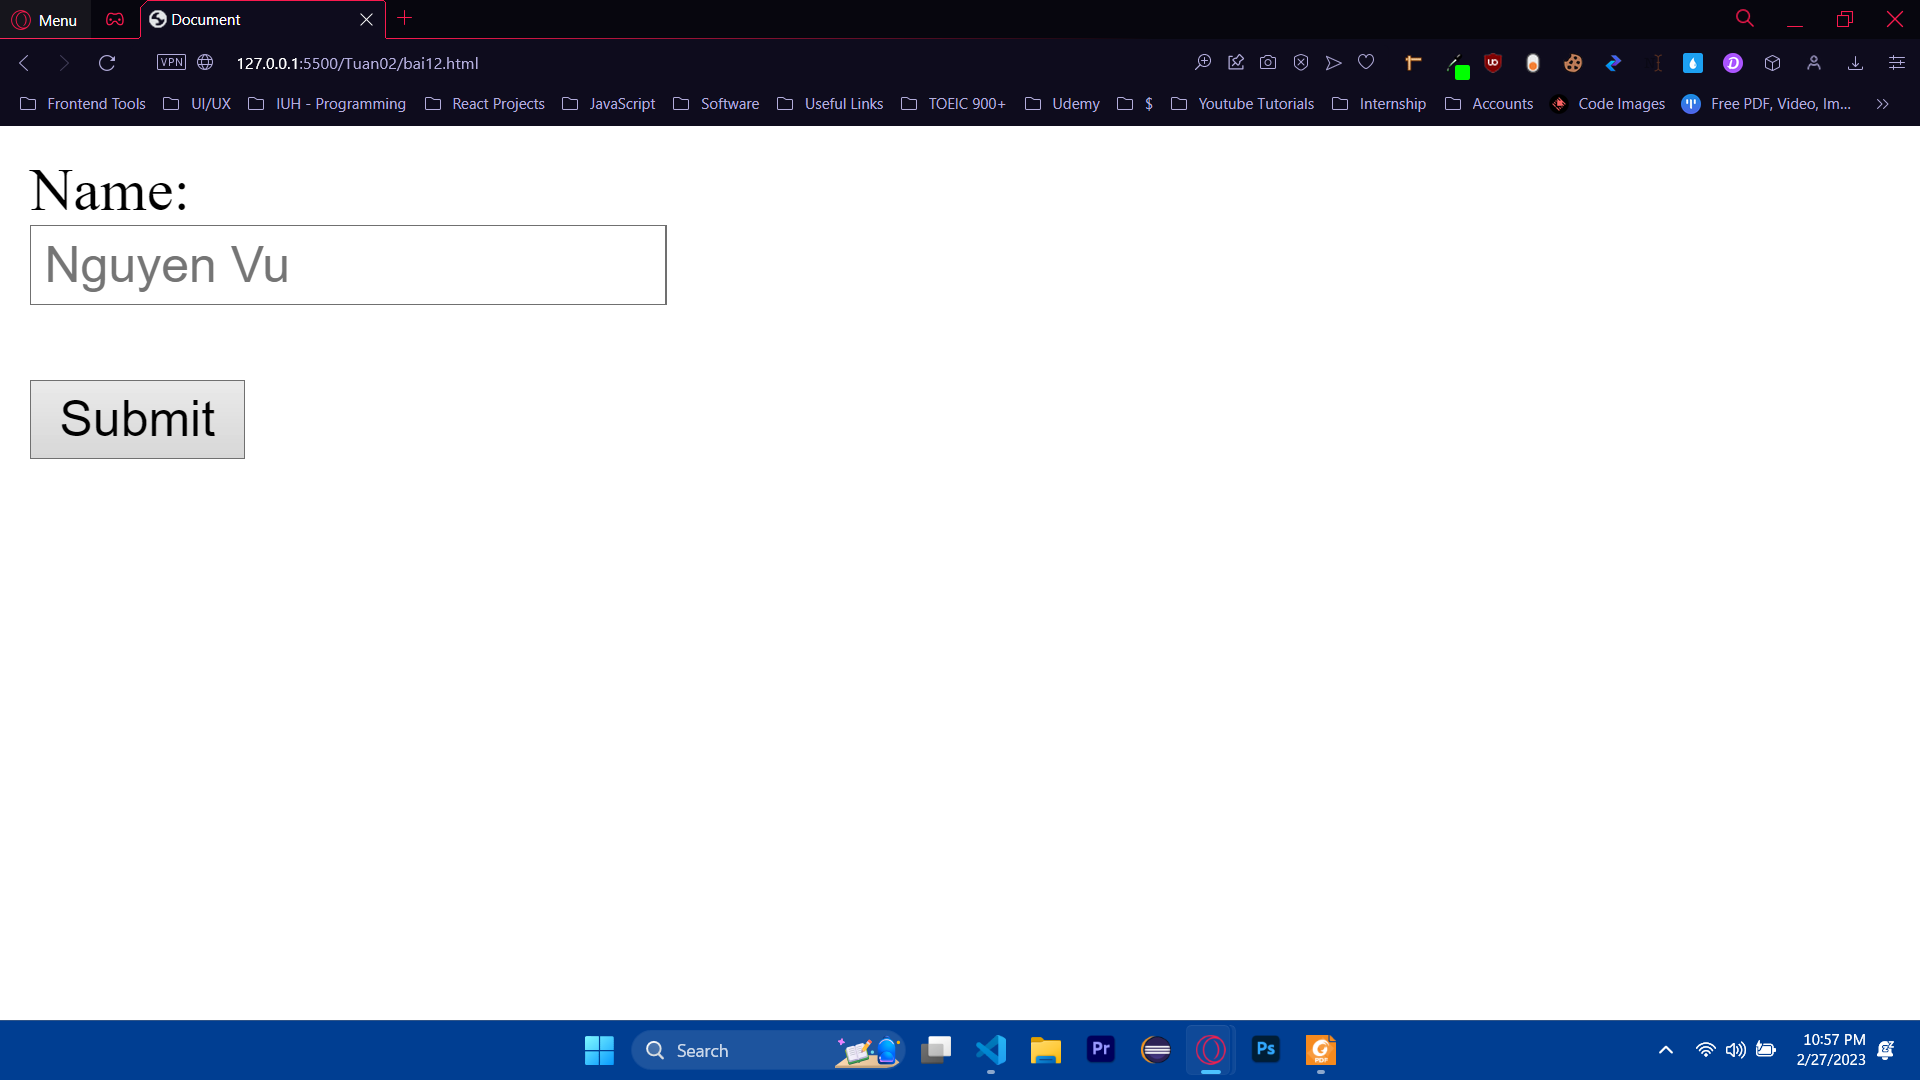 Menu
Document
VPN
127.0.0.1:5500/Tuan02/bai12.html
Frontend Tools UI/UX IUH - Programming React Projects JavaScript Software Useful Links TOEIC 900+ Udemy $ Youtube Tutorials Internship Accounts Code Images Free PDF, Video, Im...
Name:
Nguyen Vu
Submit
Search
Pr
Ps
PDF
10:57 PM
2/27/2023